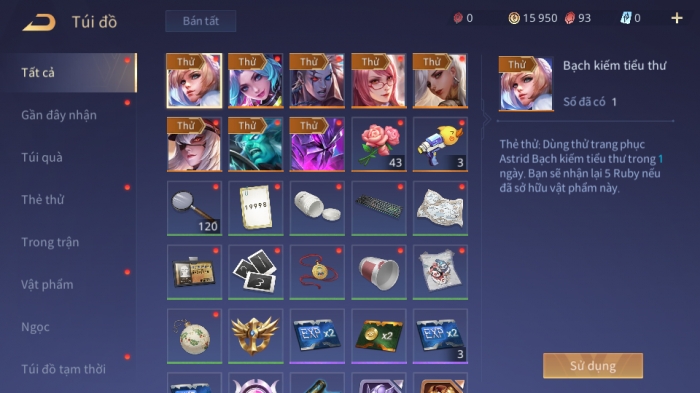 Túi đồ
Bán tất
0
15 950
93
0
Tất cả
Gần đây nhận
Túi quà
Thẻ thử
Trong trận
Vật phẩm
Ngọc
Túi đồ tạm thời
Thử
Thử
Thử
Thử
Thử
Thử
Thử
Thử
43
3
120
19998
EXP x2
x2
EXP x2
3
Thử
Bạch kiếm tiểu thư
Số đã có 1
Thẻ thử: Dùng thử trang phục
Astrid Bạch kiếm tiểu thư trong 1
ngày. Bạn sẽ nhận lại 5 Ruby nếu
đã sở hữu vật phẩm này.
Sử dụng